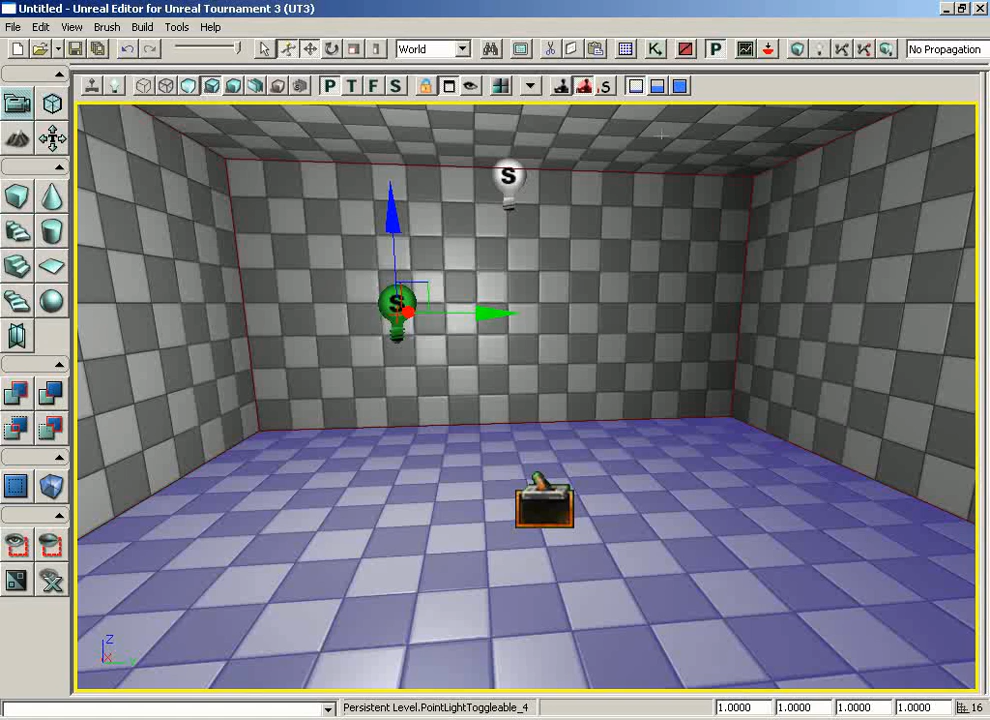 Untitled - Unreal Editor for Unreal Tournament 3 (UT3)
File Edit View Build Tools Help
World
K
P
No Propagation
P T F S
S
S
S
Z
X
Persistent Level.PointLightToggleable_4
1.0000 1.0000 1.0000 1.0000 16